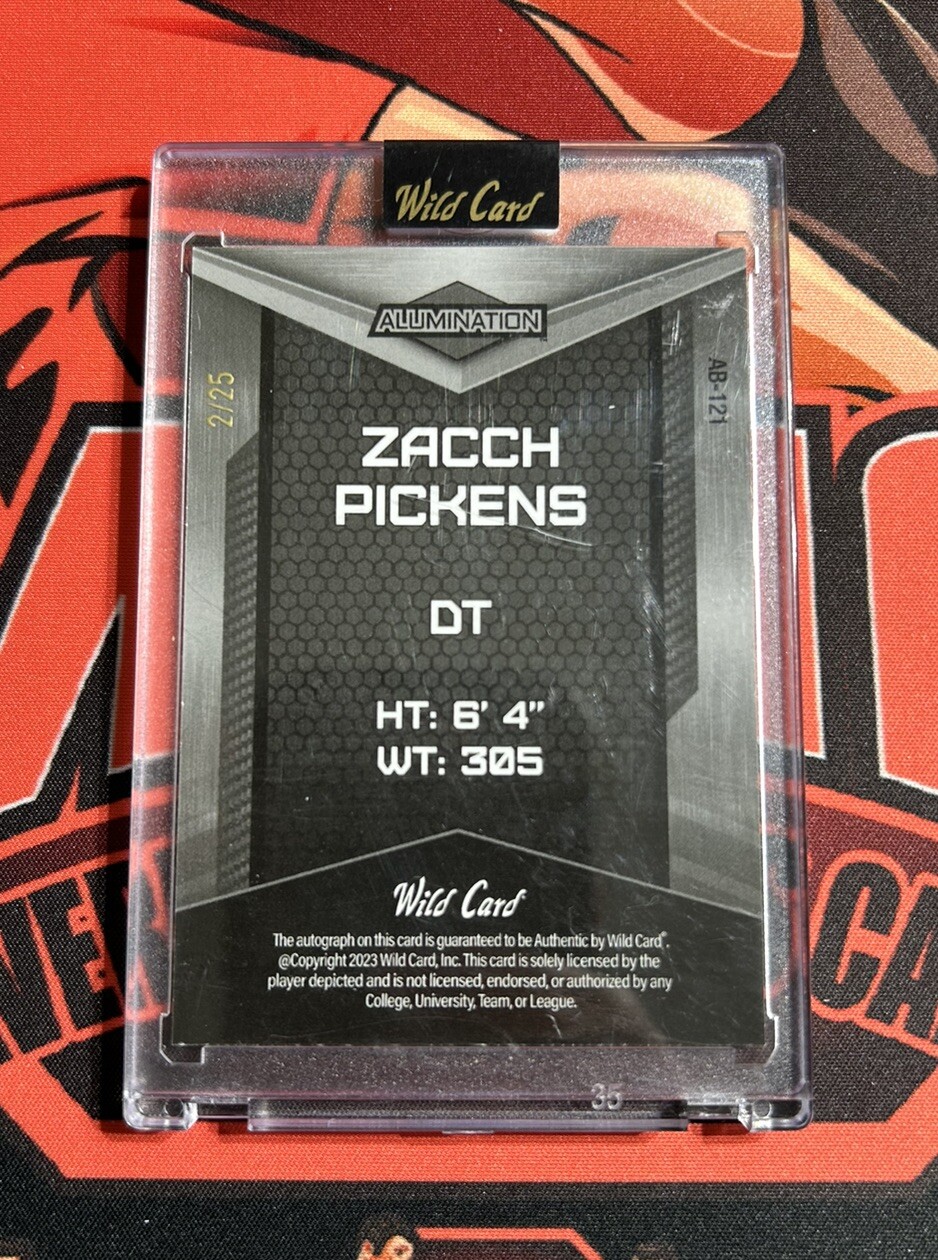 Wild Card
ALUMINATION
2/25
AB-121
ZACCH
PICKENS
DT
HT: 6' 4"
WT: 305
Wild Card
The autograph on this card is guaranteed to be Authentic by Wild Card®.
@Copyright 2023 Wild Card, Inc. This card is solely licensed by the
player depicted and is not licensed, endorsed, or authorized by any
College, University, Team, or League.
35